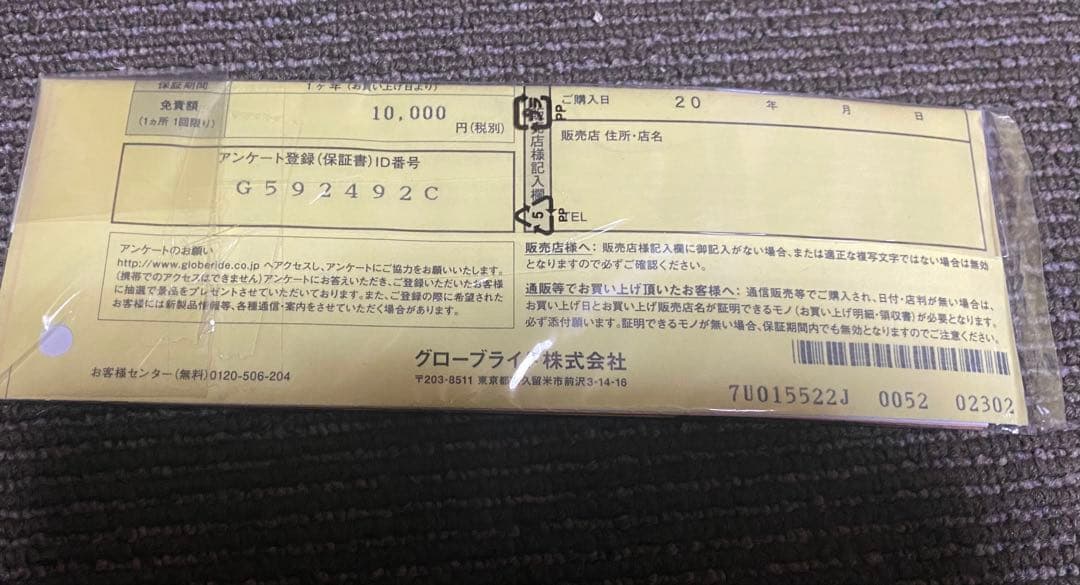 保証期間
1ヶ年(お買い上げ日より)
免責額
(1ヵ所 1回限り)
10,000
円(税別)
アンケート登録(保証書)ID番号
G592492C
アンケートのお願い
http://www.globeride.co.jp へアクセスし、アンケートにご協力をお願いいたします。
(携帯でのアクセスはできません)アンケートにお答えいただき、ご登録いただいたお客様
に抽選で景品をプレゼントさせていただいております。また、ご登録の際に希望された
お客様には新製品情報等、各種通信・案内をさせていただく場合があります。
お客様センター(無料)0120-506-204
プラ
PP
販売店様記入欄
5
PP
ご購入日 20 年 月 日
販売店 住所・店名
TEL
販売店様へ:販売店様記入欄に御記入がない場合、または適正な複写文字ではない場合は無効
となりますので必ずご確認ください。
通販等でお買い上げ頂いたお客様へ:通信販売等でご購入され、日付・店判が無い場合は、
お買い上げ日とお買い上げ販売店名が証明できるモノ(お買い上げ明細・領収書)が必要となります。
必ず添付願います。証明できるモノが無い場合、保証期間内でも無効となりますのでご注意ください。
グローブライド株式会社
〒203-8511 東京都 久留米市前沢3-14-16
7U015522J 0052 02302